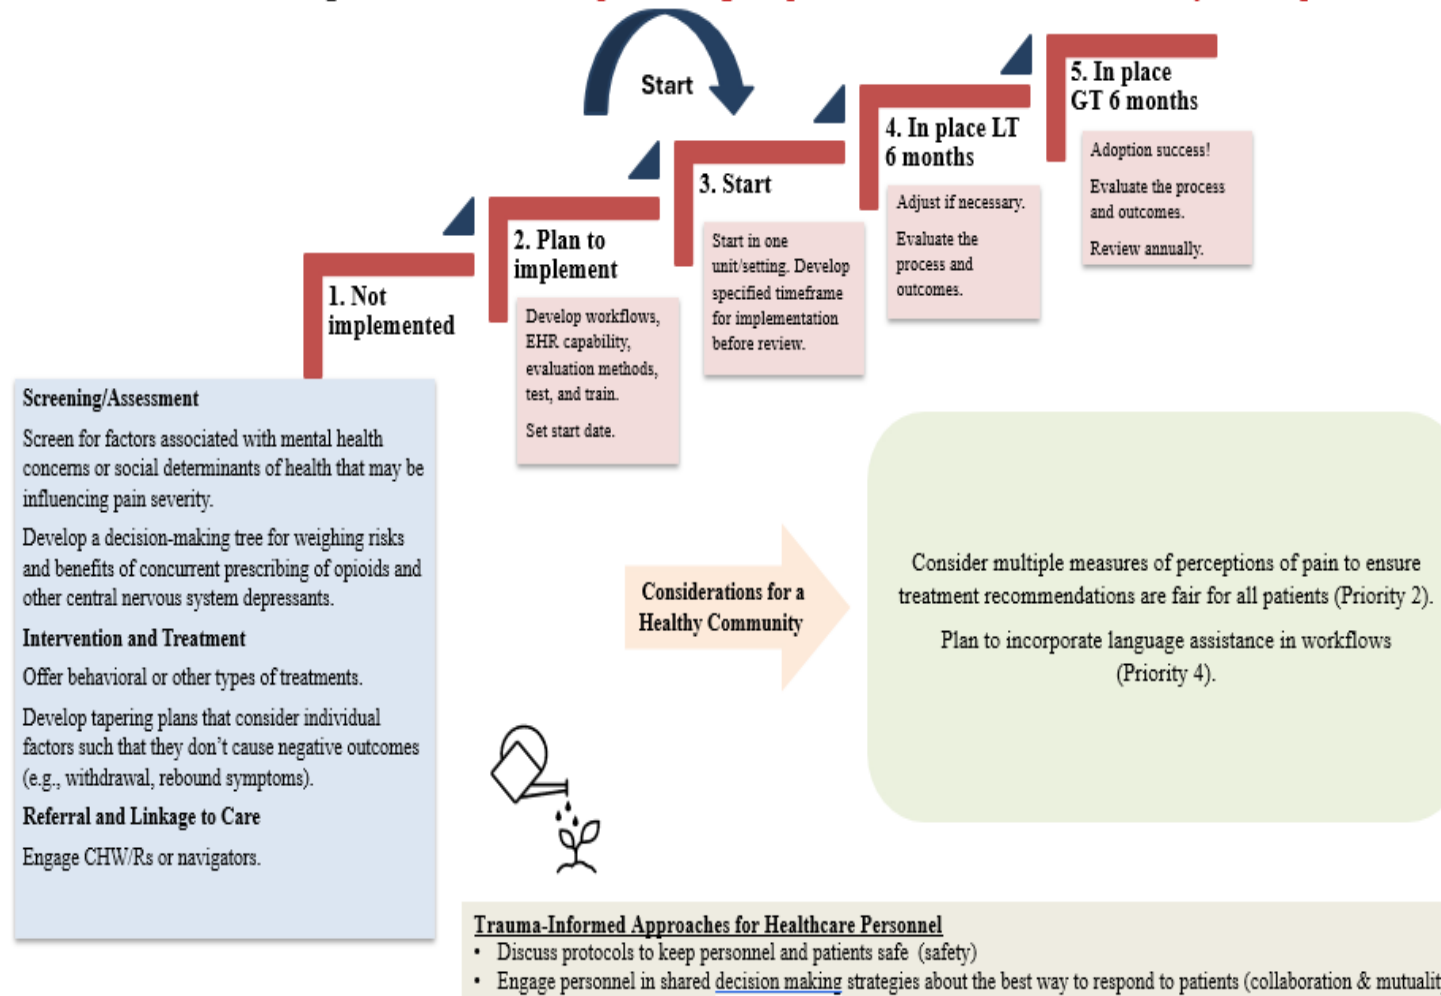 Start
5. In place
GT 6 months
Adoption success!
Evaluate the process
and outcomes.
Review annually.
4. In place LT
6 months
Adjust if necessary.
Evaluate the
process and
outcomes.
3. Start
Start in one
unit/setting. Develop
specified timeframe
for implementation
before review.
2. Plan to
implement
Develop workflows,
EHR capability,
evaluation methods,
test, and train.
Set start date.
1. Not
implemented
Screening/Assessment
Screen for factors associated with mental health
concerns or social determinants of health that may be
influencing pain severity.
Develop a decision-making tree for weighing risks
and benefits of concurrent prescribing of opioids and
other central nervous system depressants.
Intervention and Treatment
Offer behavioral or other types of treatments.
Develop tapering plans that consider individual
factors such that they don't cause negative outcomes
(e.g., withdrawal, rebound symptoms).
Referral and Linkage to Care
Engage CHW/Rs or navigators.
Considerations for a
Healthy Community
Consider multiple measures of perceptions of pain to ensure
treatment recommendations are fair for all patients (Priority 2).
Plan to incorporate language assistance in workflows
(Priority 4).
Trauma-Informed Approaches for Healthcare Personnel
• Discuss protocols to keep personnel and patients safe (safety)
• Engage personnel in shared decision making strategies about the best way to respond to patients (collaboration & mutualit